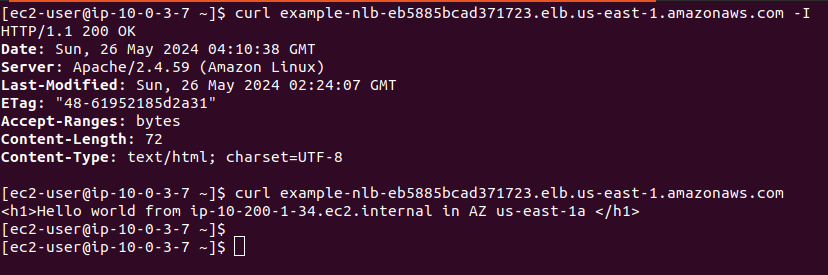 [ec2-user@ip-10-0-3-7 ~]$ curl example-nlb-eb5885bcad371723.elb.us-east-1.amazonaws.com -I
HTTP/1.1 200 OK
Date: Sun, 26 May 2024 04:10:38 GMT
Server: Apache/2.4.59 (Amazon Linux)
Last-Modified: Sun, 26 May 2024 02:24:07 GMT
ETag: "48-61952185d2a31"
Accept-Ranges: bytes
Content-Length: 72
Content-Type: text/html; charset=UTF-8
[ec2-user@ip-10-0-3-7 ~]$ curl example-nlb-eb5885bcad371723.elb.us-east-1.amazonaws.com
<h1>Hello world from ip-10-200-1-34.ec2.internal in AZ us-east-1a </h1>
[ec2-user@ip-10-0-3-7 ~]$
[ec2-user@ip-10-0-3-7 ~]$